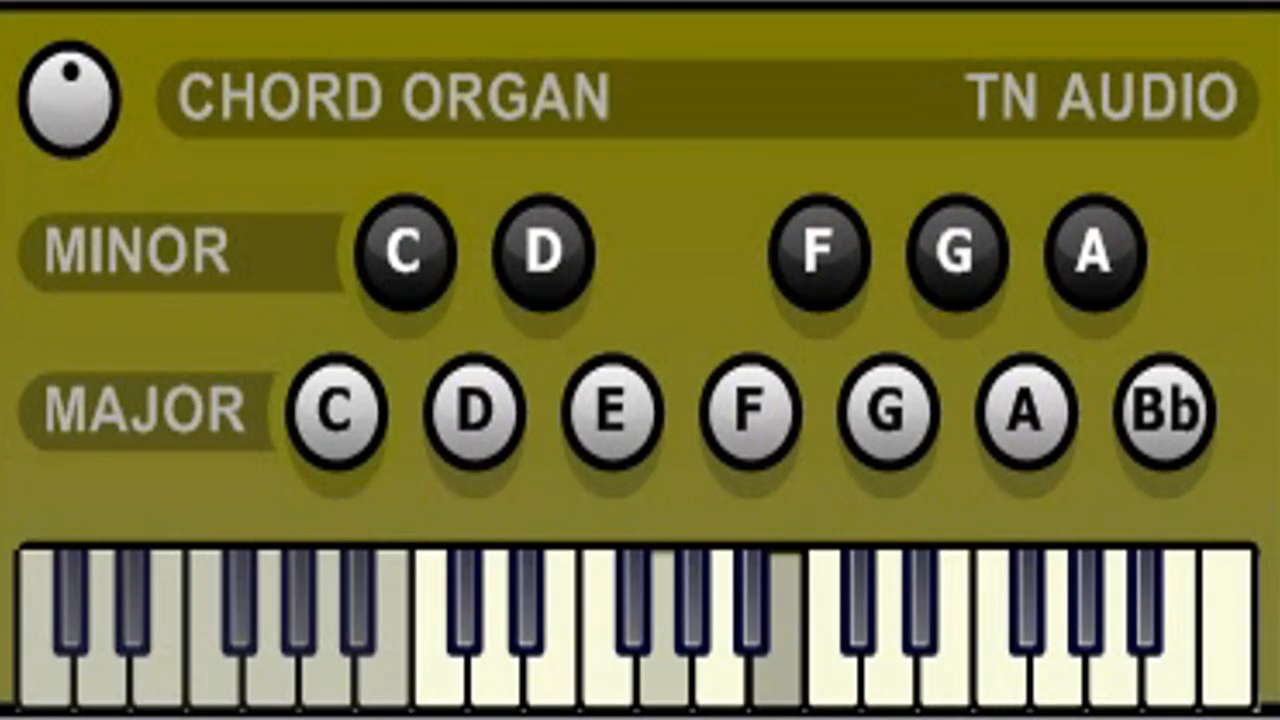 CHORD ORGAN TN AUDIO
MINOR C D F G A
MAJOR C D E F G A Bb